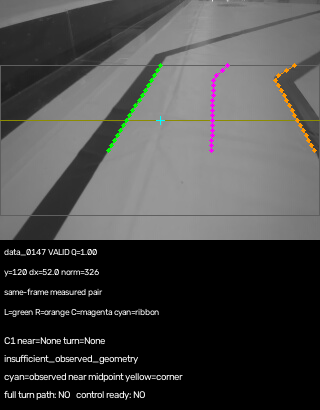 data_0147 VALID Q=1.00
y=120 dx=52.0 norm=326
same-frame measured pair
L=green R=orange C=magenta cyan=ribbon
C1 near=None turn=None
insufficient_observed_geometry
cyan=observed near midpoint yellow=corner
full turn path: NO control ready: NO